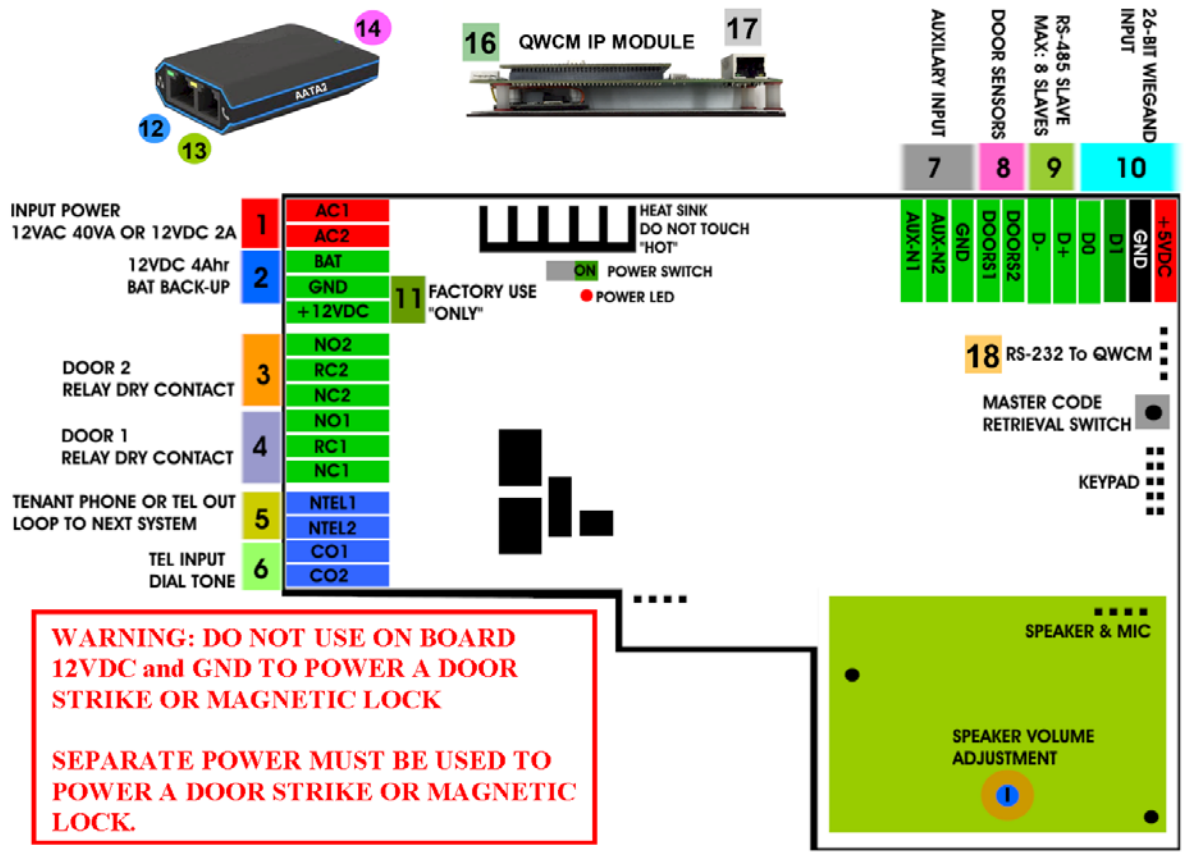 14
AATA2
12
13
16
QWCM IP MODULE
17
AUXILARY INPUT
DOOR SENSORS
RS-485 SLAVE
MAX: 8 SLAVES
26-BIT WIEGAND
INPUT
7
8
9
10
INPUT POWER
12VAC 40VA OR 12VDC 2A
1
AC1
AC2
12VDC 4Ahr
BAT BACK-UP
2
BAT
GND
+12VDC
11
FACTORY USE
"ONLY"
HEAT SINK
DO NOT TOUCH
"HOT"
ON
POWER SWITCH
POWER LED
AUX-N1
AUX-N2
GND
DOORS1
DOORS2
D-
D+
D0
D1
GND
+5VDC
DOOR 2
RELAY DRY CONTACT
3
NO2
RC2
NC2
DOOR 1
RELAY DRY CONTACT
4
NO1
RC1
NC1
TENANT PHONE OR TEL OUT
LOOP TO NEXT SYSTEM
5
NTEL1
NTEL2
TEL INPUT
DIAL TONE
6
CO1
CO2
18
RS-232 To QWCM
MASTER CODE
RETRIEVAL SWITCH
KEYPAD
SPEAKER & MIC
SPEAKER VOLUME
ADJUSTMENT
WARNING: DO NOT USE ON BOARD
12VDC and GND TO POWER A DOOR
STRIKE OR MAGNETIC LOCK
SEPARATE POWER MUST BE USED TO
POWER A DOOR STRIKE OR MAGNETIC
LOCK.